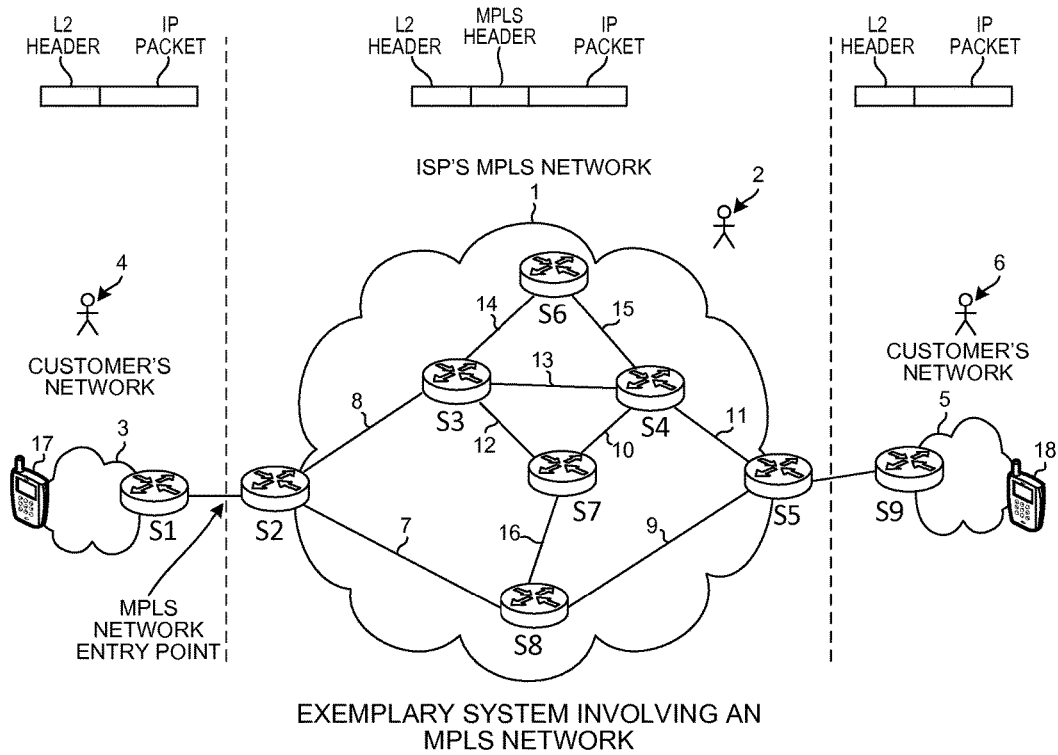 L2
HEADER
IP
PACKET
L2
HEADER
MPLS
HEADER
IP
PACKET
L2
HEADER
IP
PACKET
ISP'S MPLS NETWORK
1
2
4
6
CUSTOMER'S
NETWORK
CUSTOMER'S
NETWORK
S6
14
15
13
S3
S4
8
12
10
11
5
17
3
18
S1
S2
S7
S5
S9
7
16
9
S8
MPLS
NETWORK
ENTRY POINT
EXEMPLARY SYSTEM INVOLVING AN
MPLS NETWORK